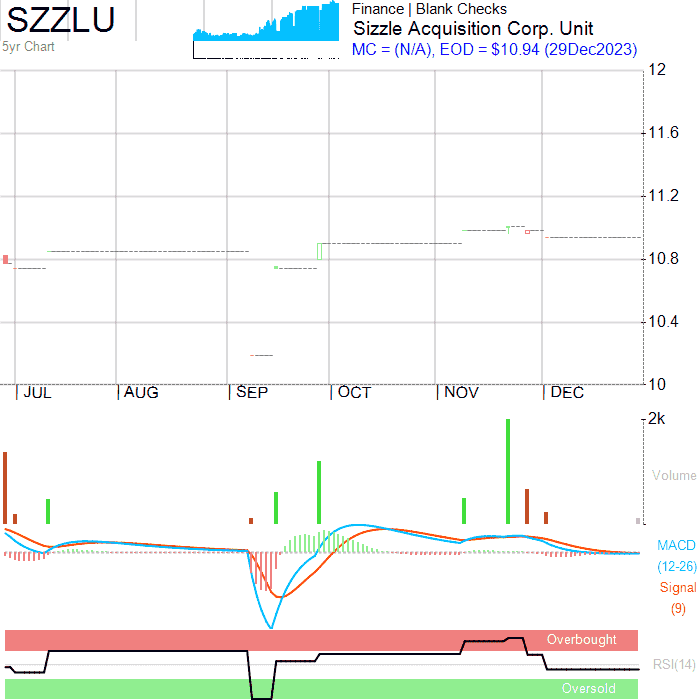 SZZLU
5yr Chart
Finance | Blank Checks
Sizzle Acquisition Corp. Unit
MC = (N/A), EOD = $10.94 (29Dec2023)
12
11.6
11.2
10.8
10.4
10
JUL AUG SEP OCT NOV DEC
2k
Volume
MACD
(12-26)
Signal
(9)
Overbought
RSI(14)
Oversold